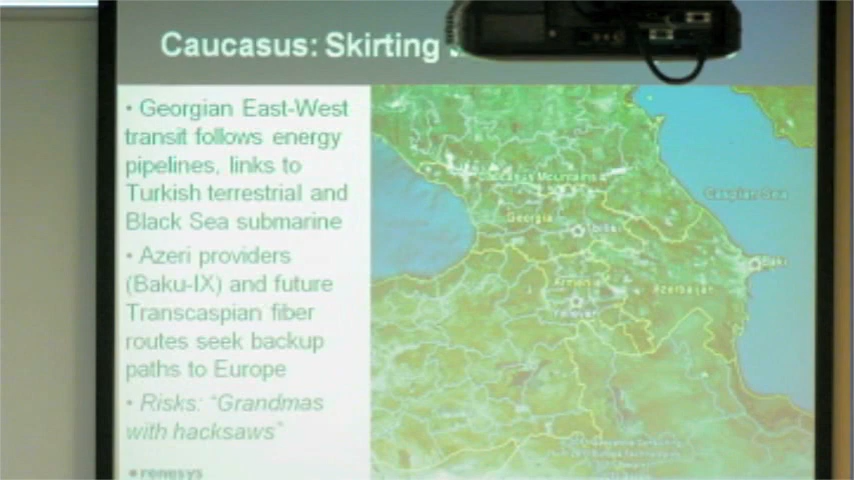 Caucasus: Skirting
• Georgian East-West
transit follows energy
pipelines, links to
Turkish terrestrial and
Black Sea submarine
• Azeri providers
(Baku-IX) and future
Transcaspian fiber
routes seek backup
paths to Europe
• Risks: "Grandmas
with hacksaws"
renesys
Caucasus Mountains
Caspian Sea
Georgia
Tbilisi
Baki
Armenia
Azerbaijan
Yerevan